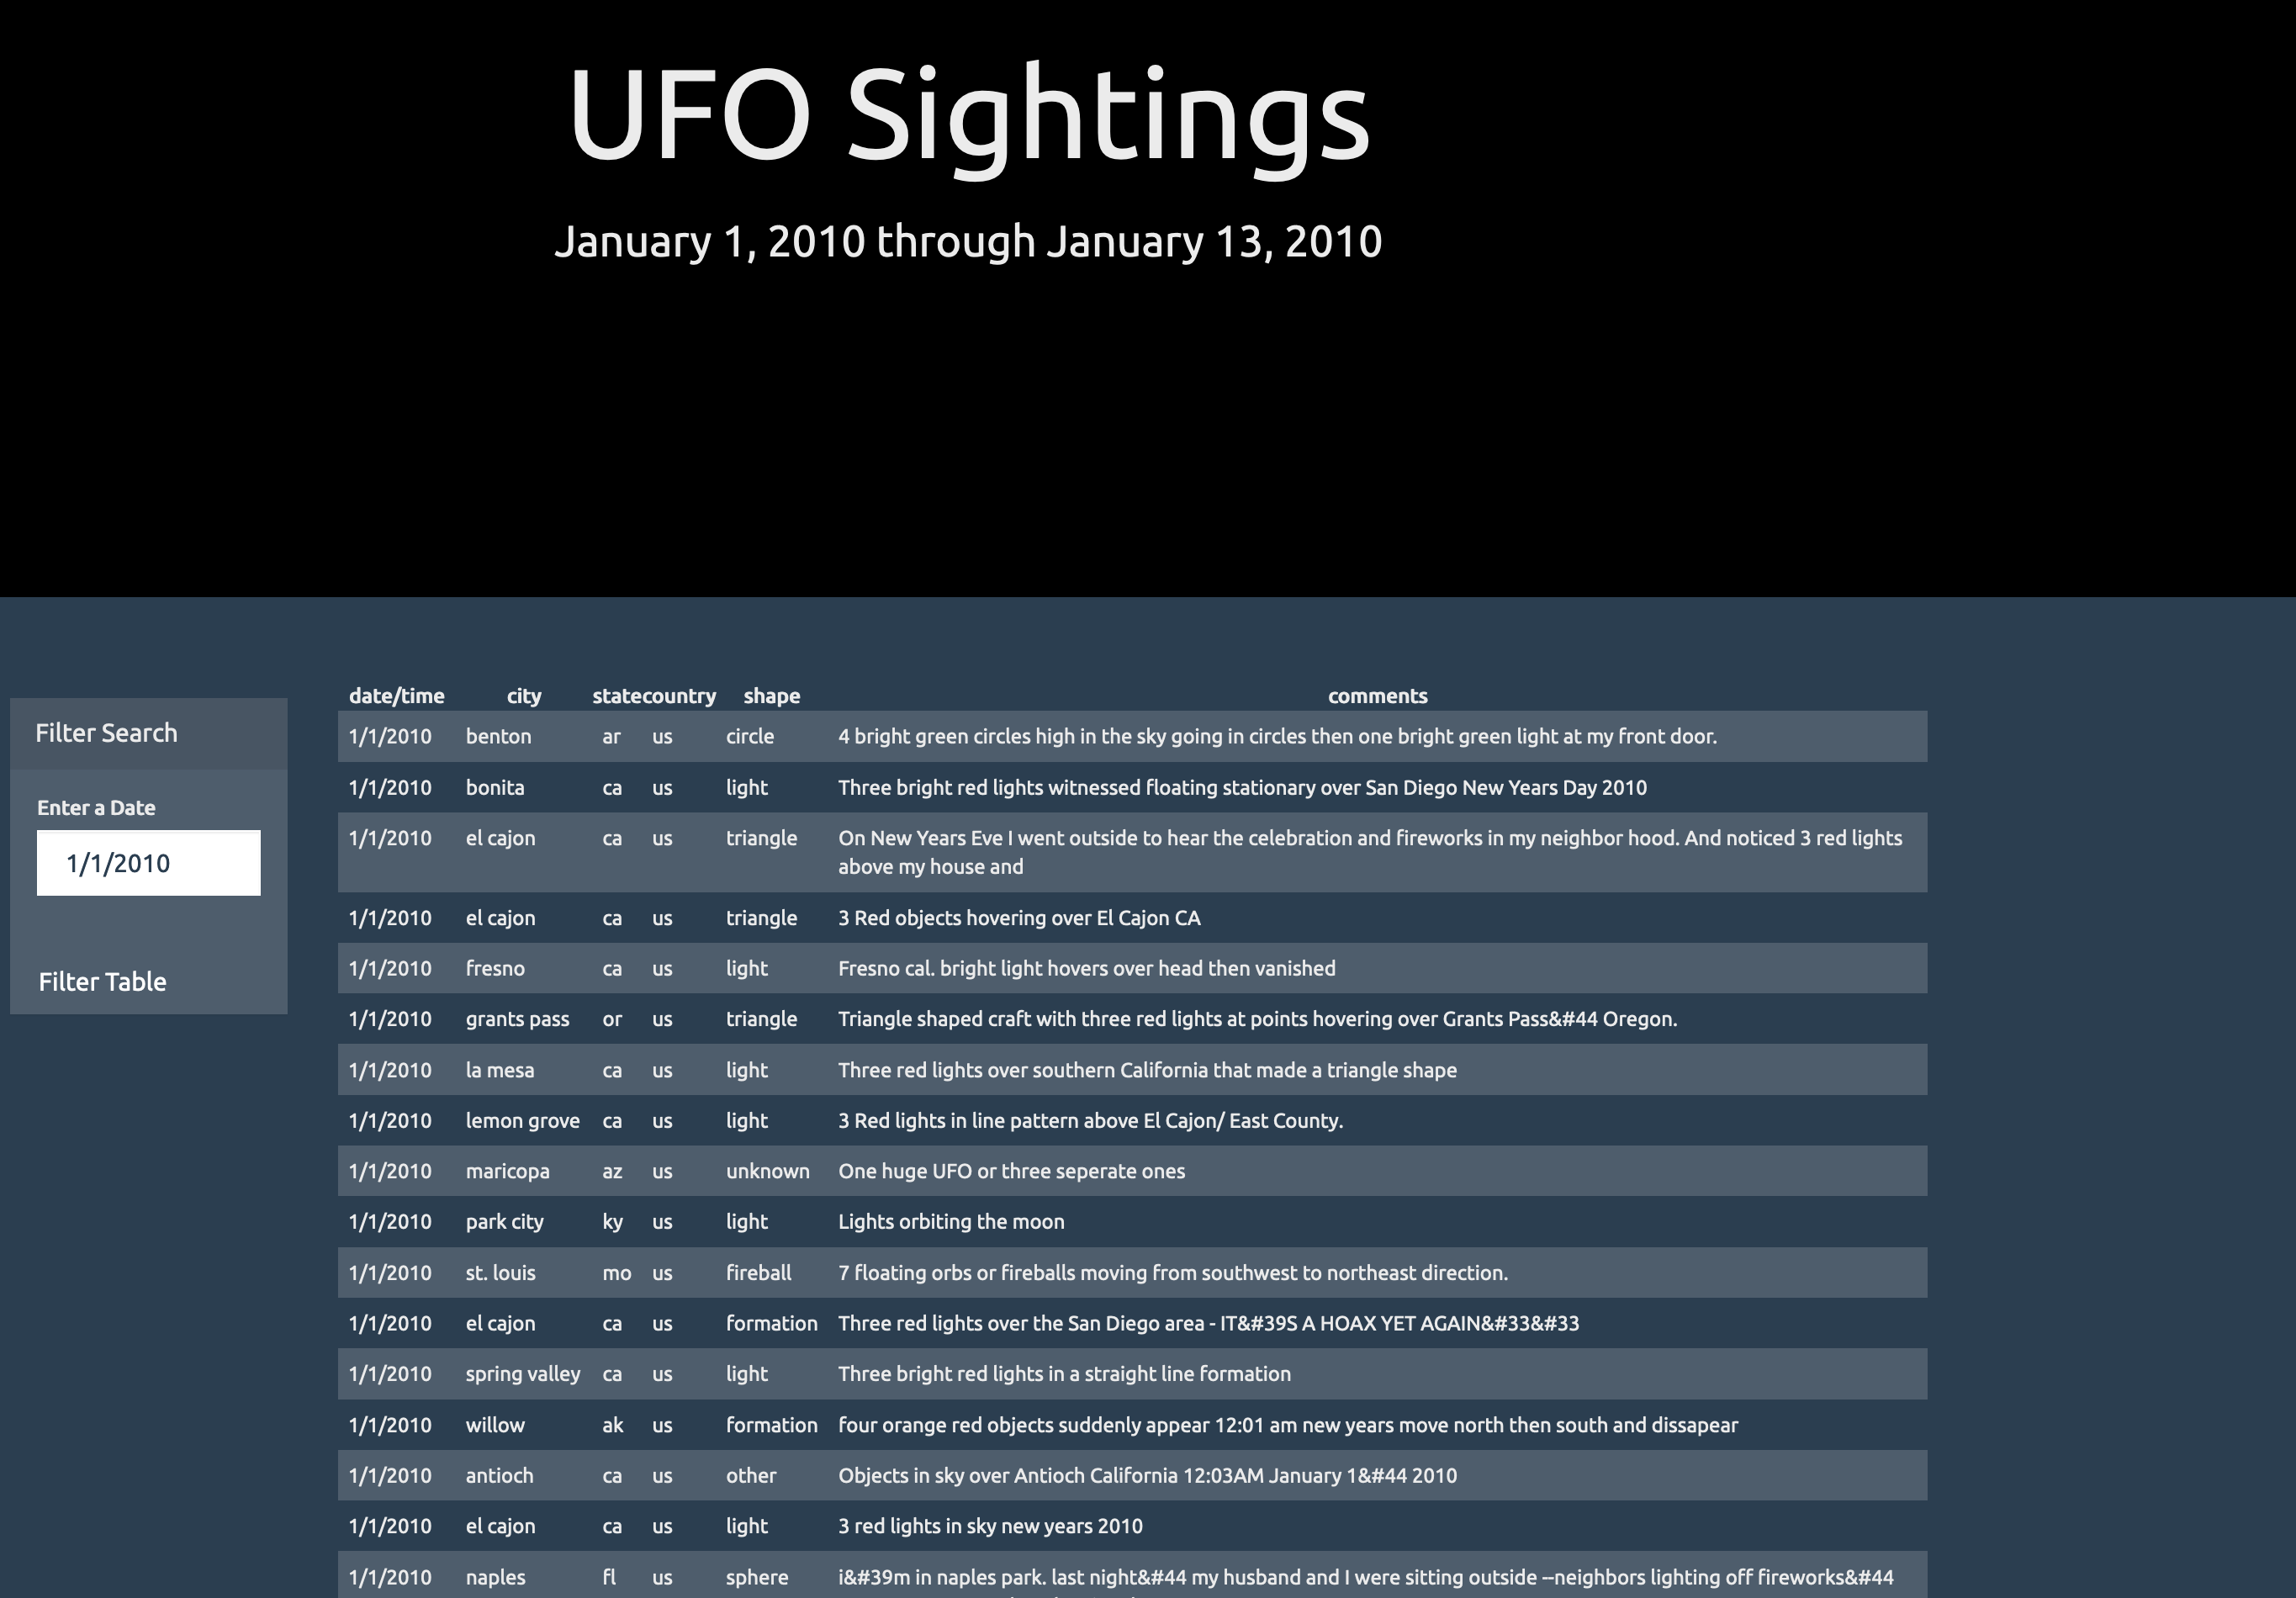 UFO Sightings
January 1, 2010 through January 13, 2010
Filter Search
Enter a Date
1/1/2010
Filter Table
date/time city state country shape comments
1/1/2010 benton ar us circle 4 bright green circles high in the sky going in circles then one bright green light at my front door.
1/1/2010 bonita ca us light Three bright red lights witnessed floating stationary over San Diego New Years Day 2010
1/1/2010 el cajon ca us triangle On New Years Eve I went outside to hear the celebration and fireworks in my neighbor hood. And noticed 3 red lights
above my house and
1/1/2010 el cajon ca us triangle 3 Red objects hovering over El Cajon CA
1/1/2010 fresno ca us light Fresno cal. bright light hovers over head then vanished
1/1/2010 grants pass or us triangle Triangle shaped craft with three red lights at points hovering over Grants Pass&#44 Oregon.
1/1/2010 la mesa ca us light Three red lights over southern California that made a triangle shape
1/1/2010 lemon grove ca us light 3 Red lights in line pattern above El Cajon/ East County.
1/1/2010 maricopa az us unknown One huge UFO or three seperate ones
1/1/2010 park city ky us light Lights orbiting the moon
1/1/2010 st. louis mo us fireball 7 floating orbs or fireballs moving from southwest to northeast direction.
1/1/2010 el cajon ca us formation Three red lights over the San Diego area - IT&#39S A HOAX YET AGAIN&#33&#33
1/1/2010 spring valley ca us light Three bright red lights in a straight line formation
1/1/2010 willow ak us formation four orange red objects suddenly appear 12:01 am new years move north then south and dissapear
1/1/2010 antioch ca us other Objects in sky over Antioch California 12:03AM January 1&#44 2010
1/1/2010 el cajon ca us light 3 red lights in sky new years 2010
1/1/2010 naples fl us sphere i&#39m in naples park. last night&#44 my husband and I were sitting outside --neighbors lighting off fireworks&#44